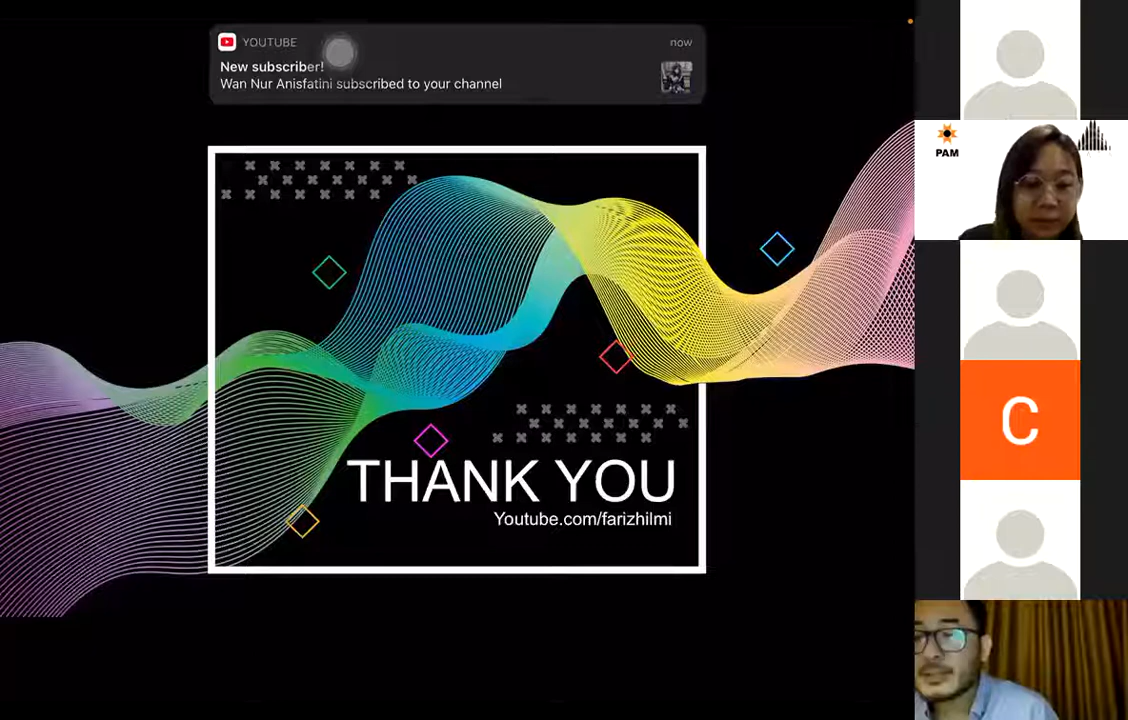 YOUTUBE
now
New subscriber!
Wan Nur Anisfatini subscribed to your channel
PAM
C
THANK YOU
Youtube.com/farizhilmi